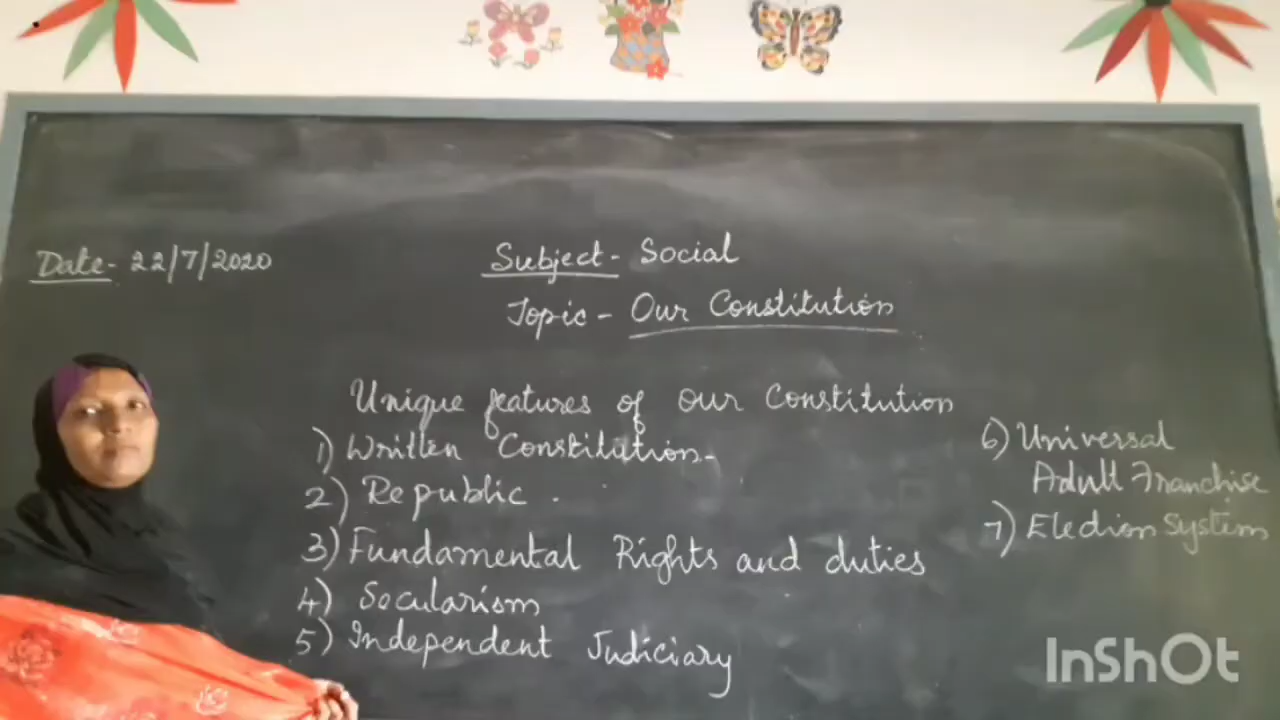 Date- 22/7/2020
Subject- Social
Topic- Our Constitution
Unique features of our Constitution
1) Written Constitution-
2) Republic .
3) Fundamental Rights and duties
4) Secularism
5) Independent Judiciary
6) Universal
Adult Franchise
7) Election System
InShOt